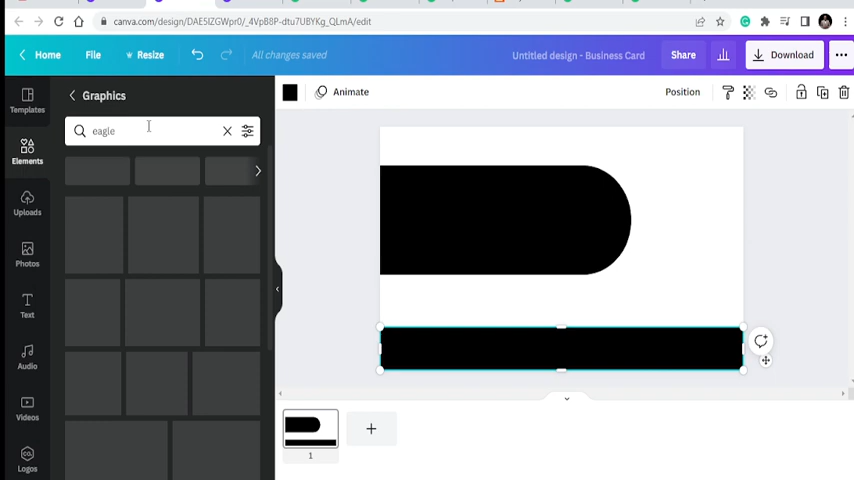 canva.com/design/DAE5IZGWpr0/_4VpB8P-dtu7UBYKg_QLmA/edit
Home
File
Resize
All changes saved
Untitled design - Business Card
Share
Download
Templates
Elements
Uploads
Photos
Text
Audio
Videos
Logos
Graphics
eagle
Animate
Position
1